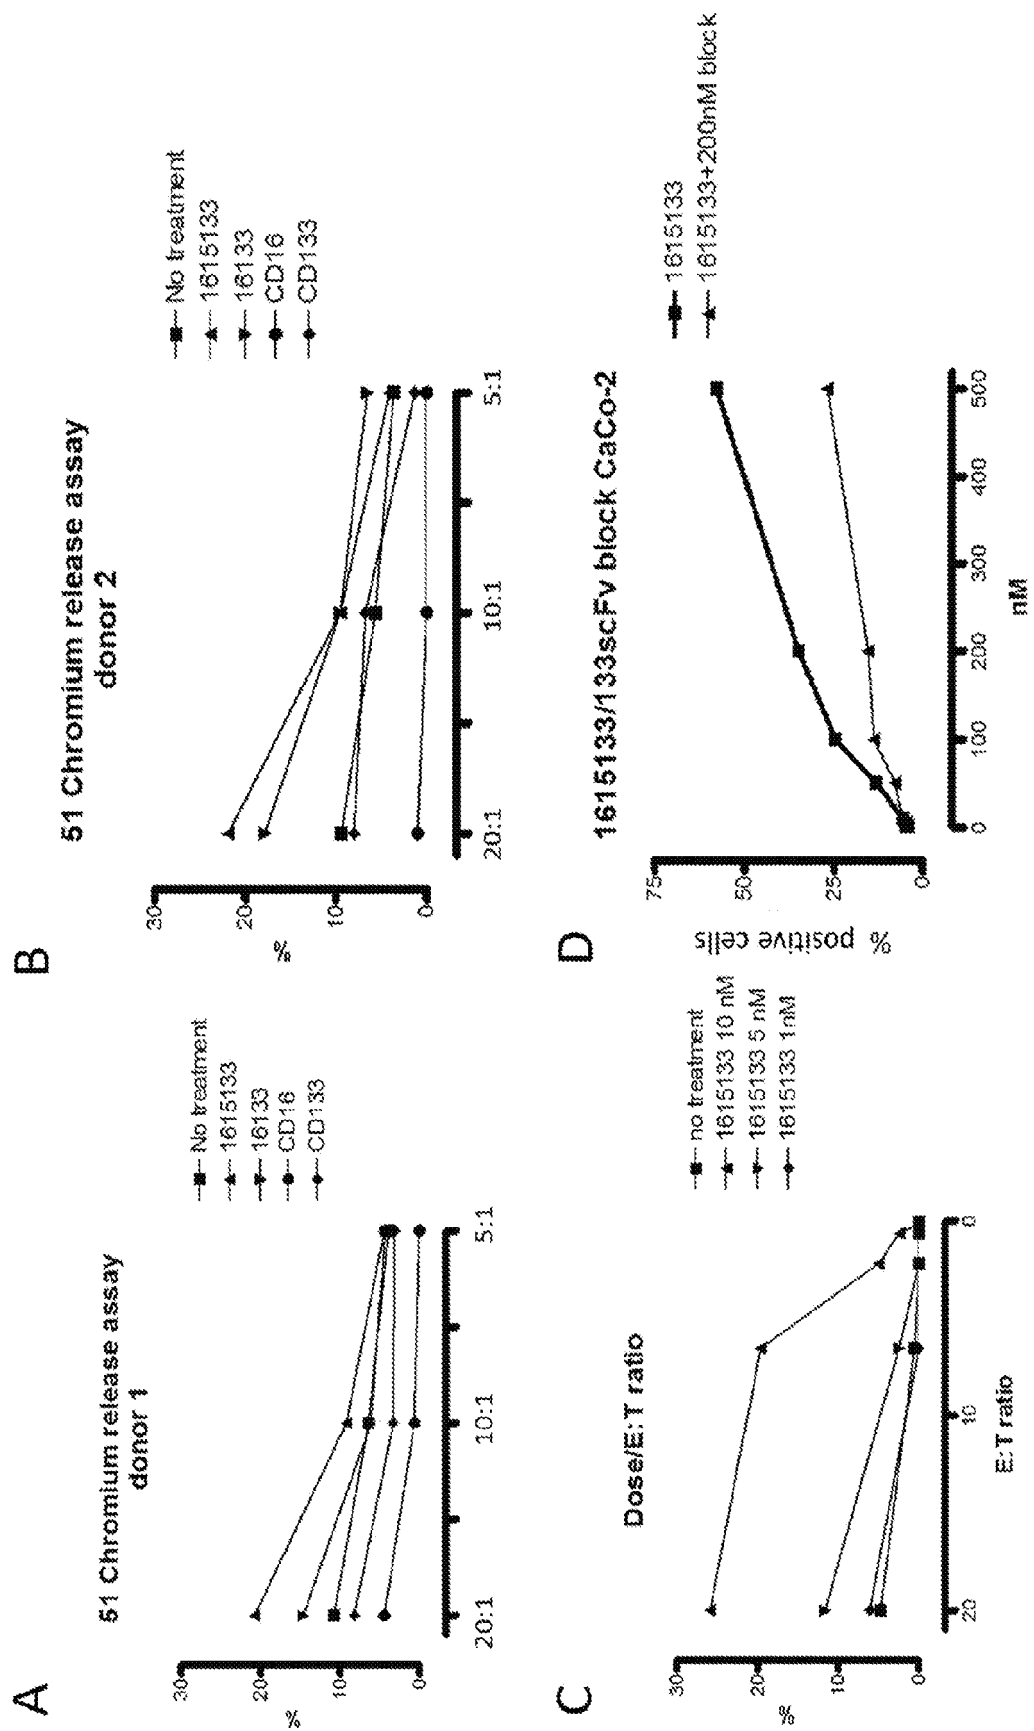 A
51 Chromium release assay
donor 1
30
20
10
0
%
20:1
10:1
5:1
No treatment
1615133
16133
CD16
CD133
B
51 Chromium release assay
donor 2
30
20
10
0
%
20:1
10:1
5:1
No treatment
1615133
16133
CD16
CD133
C
Dose/E:T ratio
30
20
10
0
%
20
10
0
E:T ratio
no treatment
1615133 10 nM
1615133 5 nM
1615133 1nM
D
1615133/133scFv block CaCo-2
75
50
25
0
% positive cells
0
100
200
300
400
500
nM
1615133
1615133+200nM block